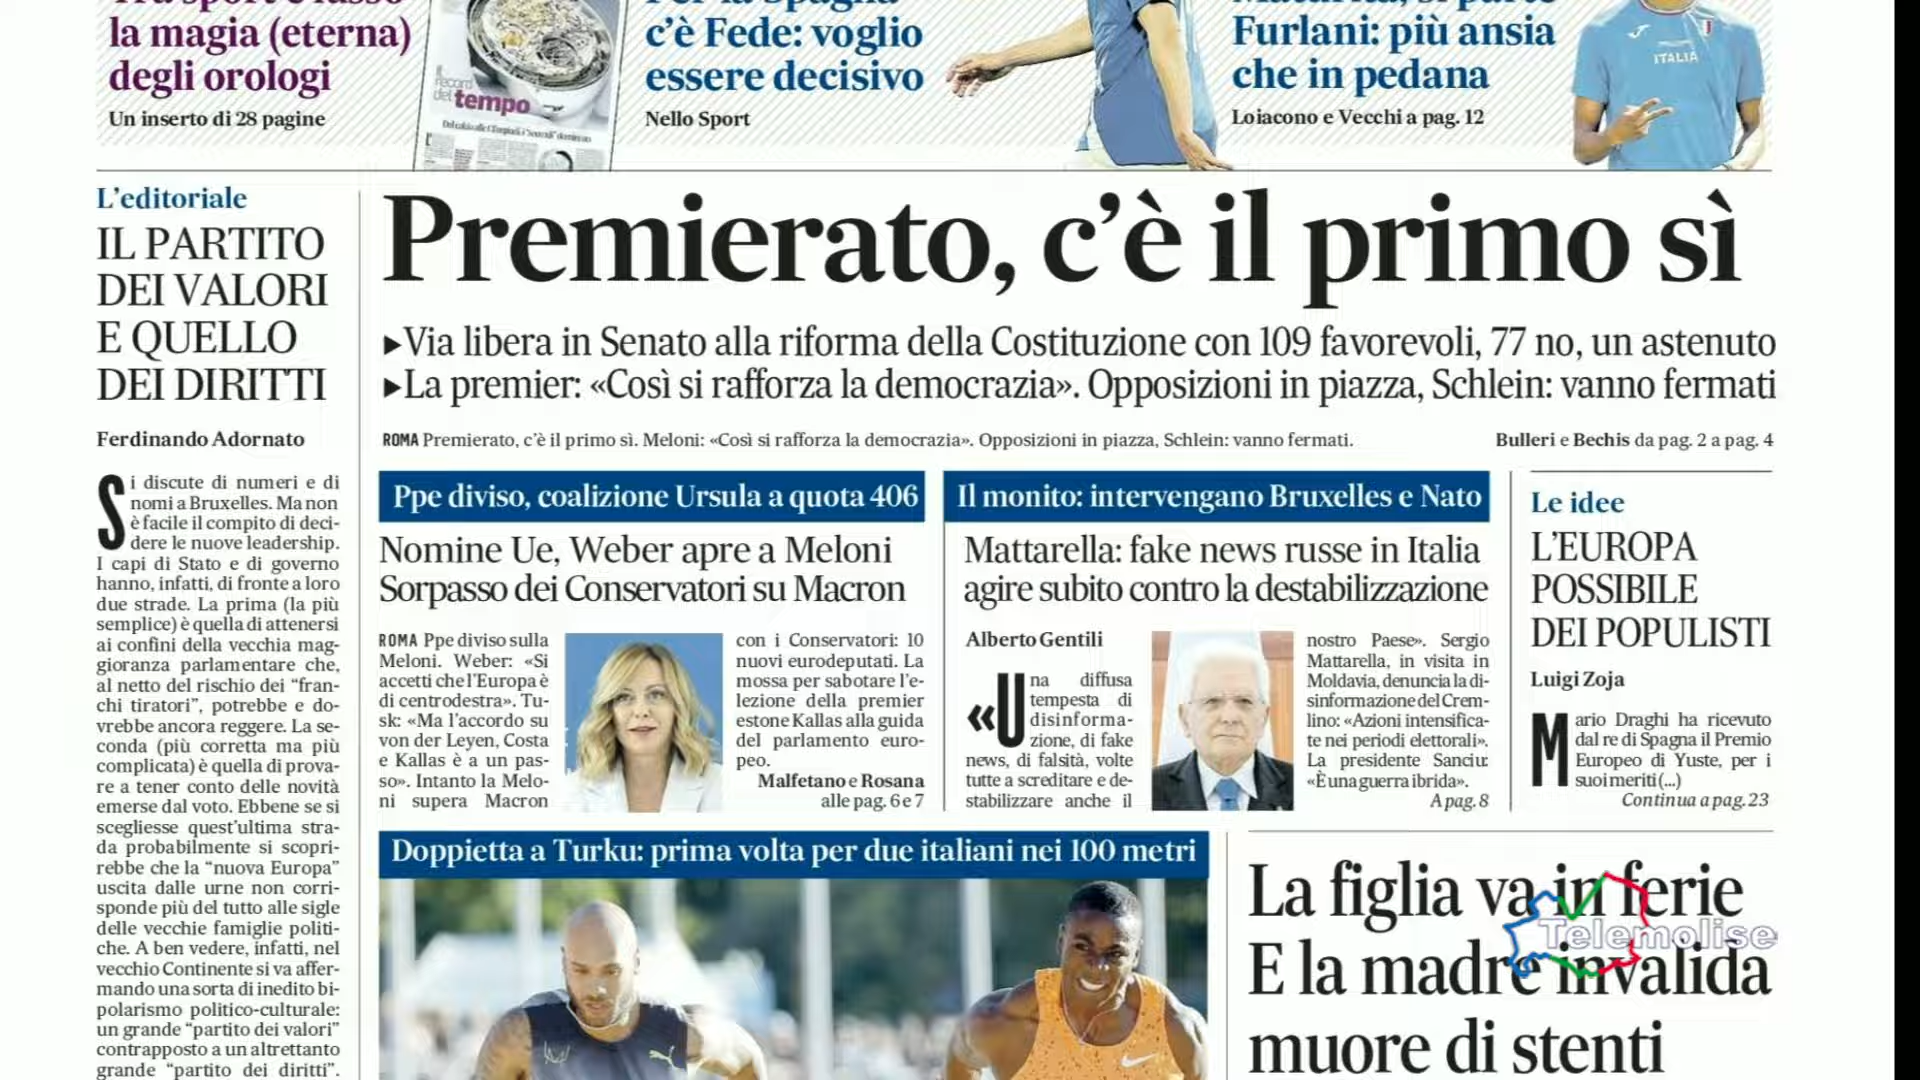 la magia (eterna)
degli orologi
Un inserto di 28 pagine
Il
record
del tempo
c'è Fede: voglio
essere decisivo
Nello Sport
Furlani: più ansia
che in pedana
Loiacono e Vecchi a pag. 12
ITALIA
L'editoriale
IL PARTITO
DEI VALORI
E QUELLO
DEI DIRITTI
Ferdinando Adornato
Si discute di numeri e di
nomi a Bruxelles. Ma non
è facile il compito di deci-
dere le nuove leadership.
I capi di Stato e di governo
hanno, infatti, di fronte a loro
due strade. La prima (la più
semplice) è quella di attenersi
ai confini della vecchia mag-
gioranza parlamentare che,
al netto del rischio dei “fran-
chi tiratori”, potrebbe e do-
vrebbe ancora reggere. La se-
conda (più corretta ma più
complicata) è quella di prova-
re a tener conto delle novità
emerse dal voto. Ebbene se si
scegliesse quest'ultima stra-
da probabilmente si scopri-
rebbe che la “nuova Europa”
uscita dalle urne non corri-
sponde più del tutto alle sigle
delle vecchie famiglie politi-
che. A ben vedere, infatti, nel
vecchio Continente si va affer-
mando una sorta di inedito bi-
polarismo politico-culturale:
un grande “partito dei valori”
contrapposto a un altrettanto
grande “partito dei diritti”.
Premierato, c'è il primo sì
▶Via libera in Senato alla riforma della Costituzione con 109 favorevoli, 77 no, un astenuto
▶La premier: «Così si rafforza la democrazia». Opposizioni in piazza, Schlein: vanno fermati
ROMA Premierato, c'è il primo sì. Meloni: «Così si rafforza la democrazia». Opposizioni in piazza, Schlein: vanno fermati.
Bulleri e Bechis da pag. 2 a pag. 4
Ppe diviso, coalizione Ursula a quota 406
Nomine Ue, Weber apre a Meloni
Sorpasso dei Conservatori su Macron
ROMA Ppe diviso sulla
Meloni. Weber: «Si
accetti che l'Europa è
di centrodestra». Tu-
sk: «Ma l'accordo su
von der Leyen, Costa
e Kallas è a un pas-
so». Intanto la Melo-
ni supera Macron
con i Conservatori: 10
nuovi eurodeputati. La
mossa per sabotare l'e-
lezione della premier
estone Kallas alla guida
del parlamento euro-
peo.
Malfetano e Rosana
alle pag. 6 e 7
Il monito: intervengano Bruxelles e Nato
Mattarella: fake news russe in Italia
agire subito contro la destabilizzazione
Alberto Gentili
«Una diffusa
tempesta di
disinforma-
zione, di fake
news, di falsità, volte
tutte a screditare e de-
stabilizzare anche il
nostro Paese». Sergio
Mattarella, in visita in
Moldavia, denuncia la di-
sinformazione del Crem-
lino: «Azioni intensifica-
te nei periodi elettorali».
La presidente Sanciu:
«È una guerra ibrida».
A pag. 8
Le idee
L'EUROPA
POSSIBILE
DEI POPULISTI
Luigi Zoja
Mario Draghi ha ricevuto
dal re di Spagna il Premio
Europeo di Yuste, per i
suoi meriti (...)
Continua a pag. 23
Doppietta a Turku: prima volta per due italiani nei 100 metri
La figlia va in ferie
E la madre invalida
muore di stenti
Telemolise